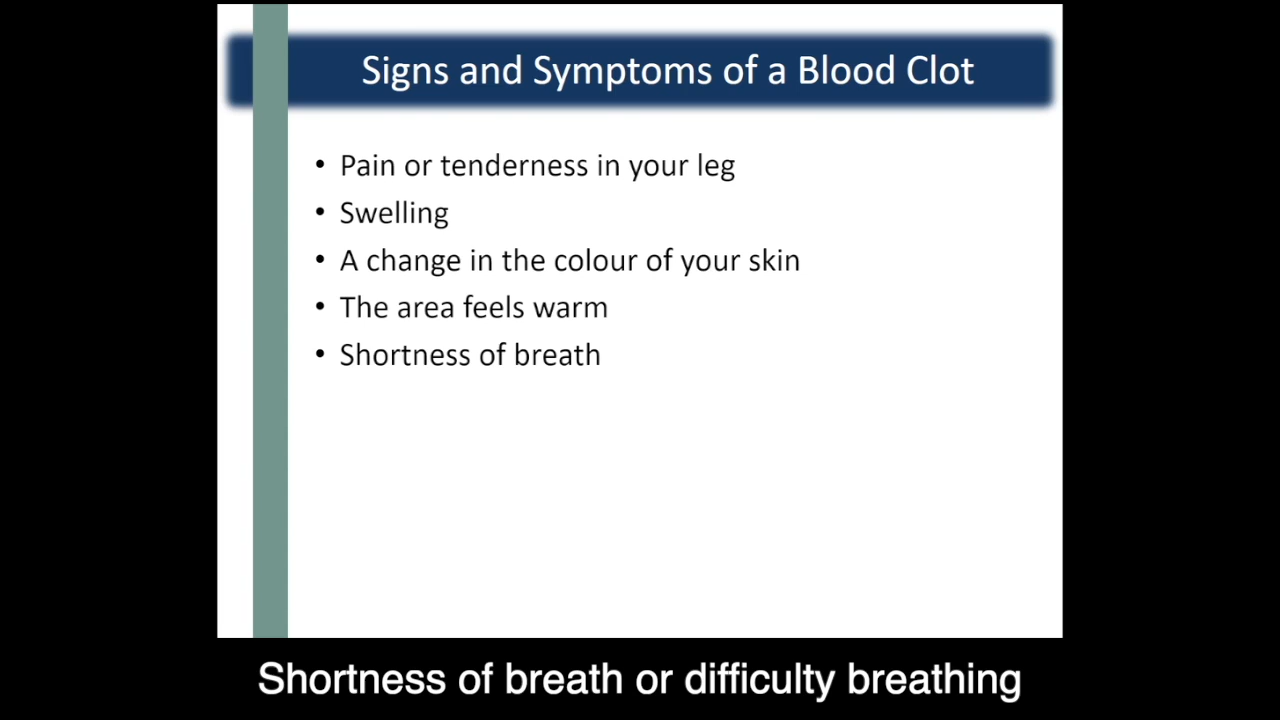 Signs and Symptoms of a Blood Clot
• Pain or tenderness in your leg
• Swelling
• A change in the colour of your skin
• The area feels warm
• Shortness of breath
Shortness of breath or difficulty breathing